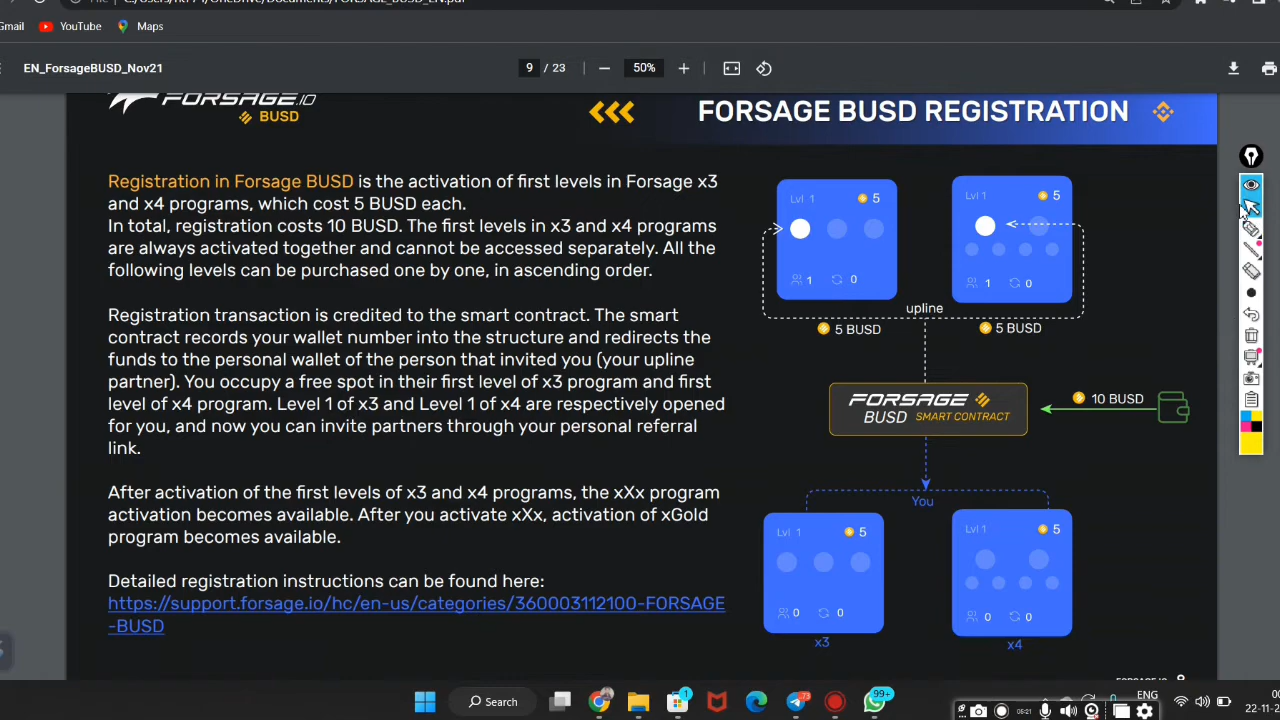 Gmail YouTube Maps
EN_ForsageBUSD_Nov21 9 / 23 50%
FORSAGE.IO
BUSD
FORSAGE BUSD REGISTRATION
Registration in Forsage BUSD is the activation of first levels in Forsage x3
and x4 programs, which cost 5 BUSD each.
In total, registration costs 10 BUSD. The first levels in x3 and x4 programs
are always activated together and cannot be accessed separately. All the
following levels can be purchased one by one, in ascending order.
Registration transaction is credited to the smart contract. The smart
contract records your wallet number into the structure and redirects the
funds to the personal wallet of the person that invited you (your upline
partner). You occupy a free spot in their first level of x3 program and first
level of x4 program. Level 1 of x3 and Level 1 of x4 are respectively opened
for you, and now you can invite partners through your personal referral
link.
After activation of the first levels of x3 and x4 programs, the xXx program
activation becomes available. After you activate xXx, activation of xGold
program becomes available.
Detailed registration instructions can be found here:
https://support.forsage.io/hc/en-us/categories/360003112100-FORSAGE
-BUSD
Lvl 1 5
1 0
Lvl 1 5
1 0
upline
5 BUSD 5 BUSD
FORSAGE
BUSD SMART CONTRACT
10 BUSD
You
Lvl 1 5
0 0
x3
Lvl 1 5
0 0
x4
Search
1
73
99+
ENG
05:21
22-11-2